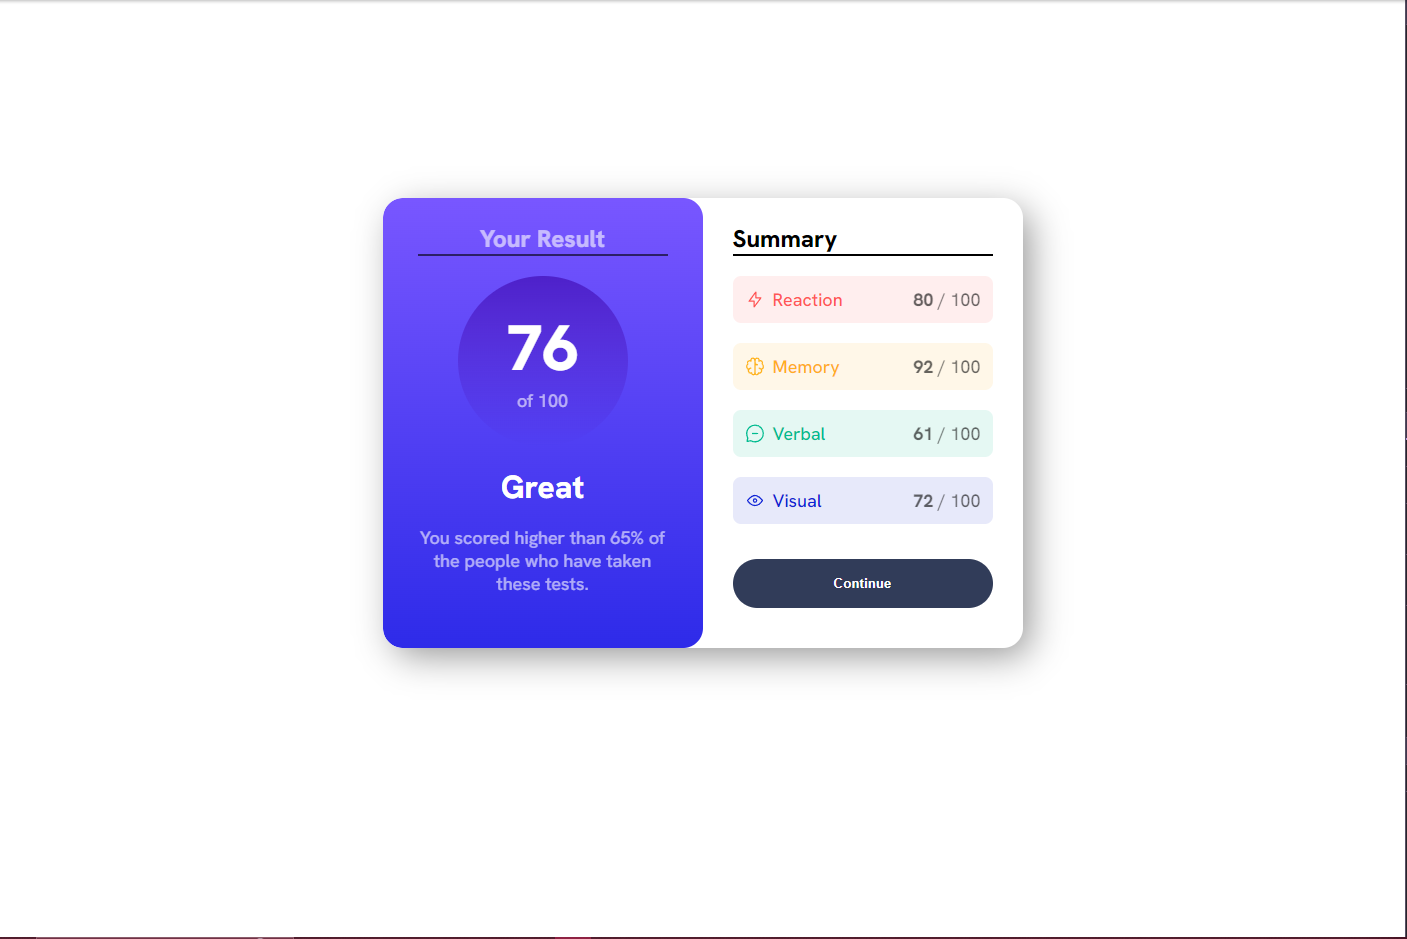 Your Result
76
of 100
Great
You scored higher than 65% of
the people who have taken
these tests.
Summary
Reaction 80 / 100
Memory 92 / 100
Verbal 61 / 100
Visual 72 / 100
Continue